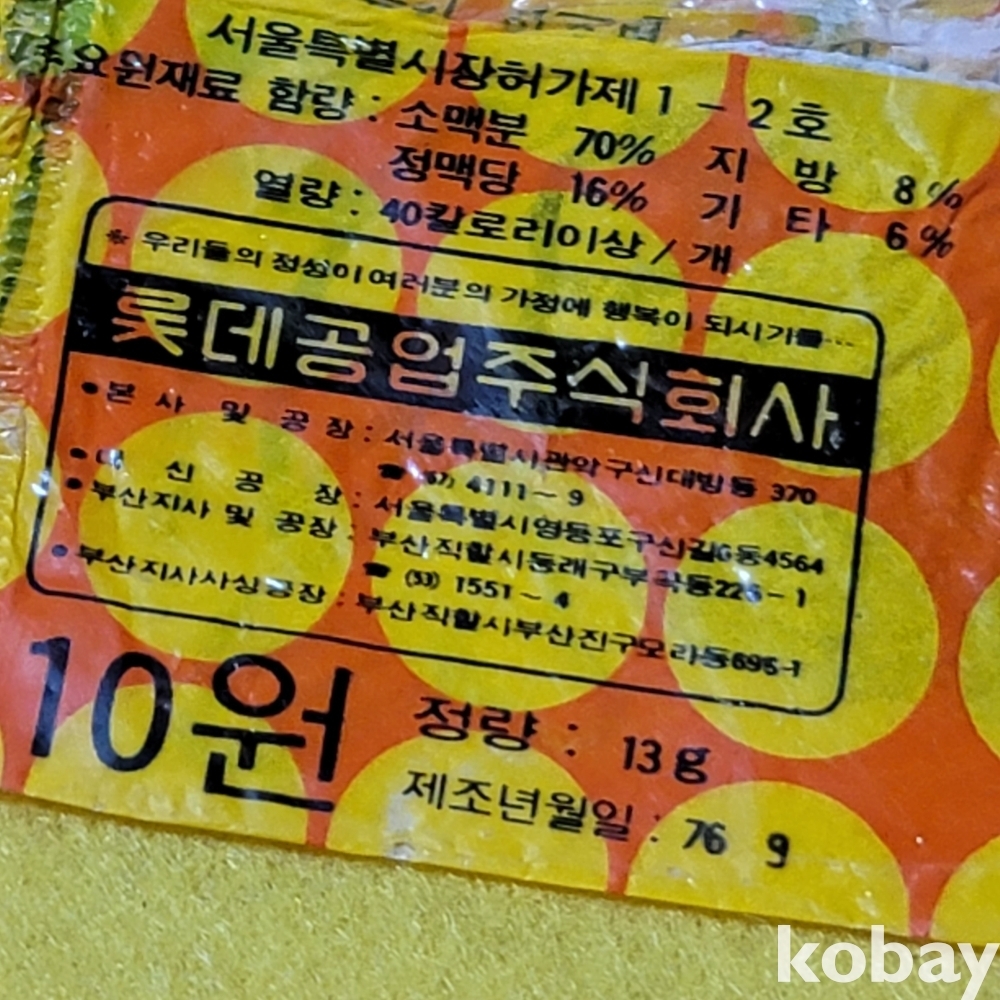 서울특별시장허가제 1 - 2 호
주요원재료 함량 : 소맥분 70% 지 방 8%
정맥당 16% 기 타 6%
열량 : 40칼로리이상 / 개
* 우리들의 정성이 여러분의 가정에 행복이 되시기를...
롯데공업주식회사
● 본 사 및 공 장 : 서울특별시관악구신대방동 370
☎ (67) 4111 ~ 9
● 대 신 공 장 : 서울특별시영등포구신길6동4564
● 부산지사 및 공장 : 부산직할시동래구부곡동226-1
☎ (53) 1551 ~ 4
● 부산지사사상공장 : 부산직할시부산진구모라동695-1
10원
정량 : 13g
제조년월일 : 76 9
kobay